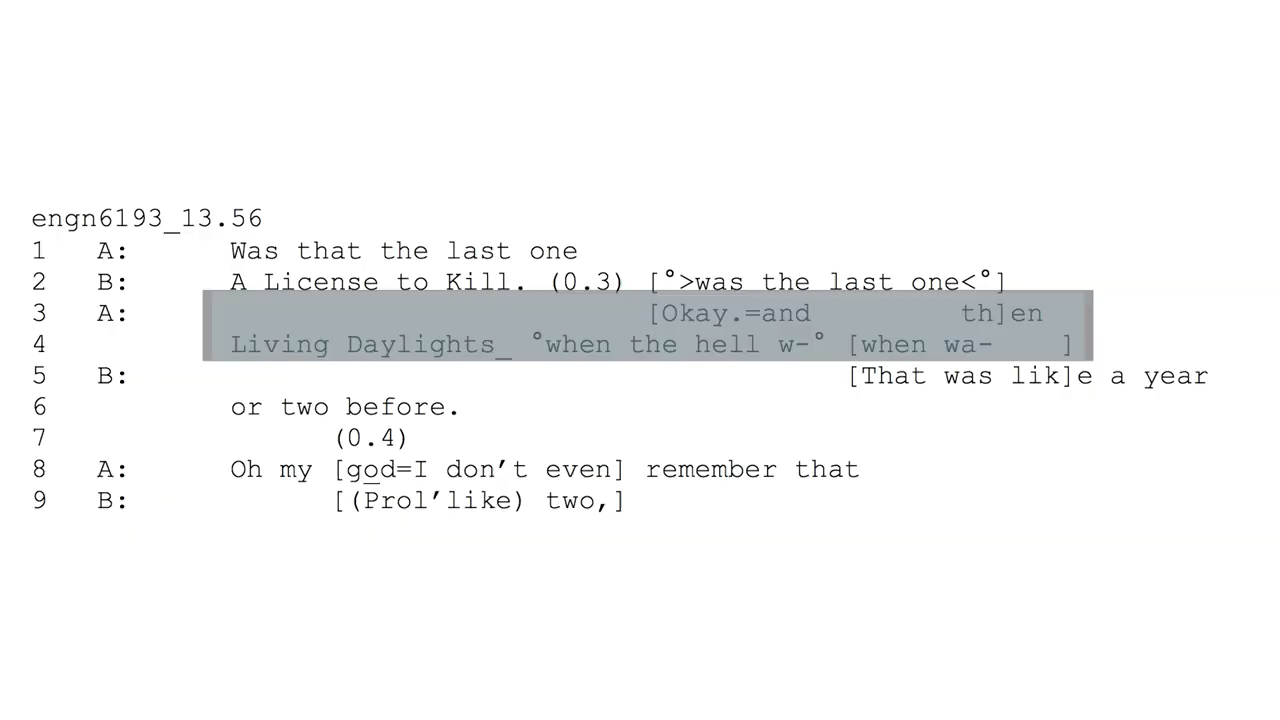 engn6193_13.56
1 A: Was that the last one
2 B: A License to Kill. (0.3) [°>was the last one<°]
3 A: [Okay.=and th]en
4 Living Daylights_ °when the hell w-° [when wa- ]
5 B: [That was lik]e a year
6 or two before.
7 (0.4)
8 A: Oh my [god=I don’t even] remember that
9 B: [(Prol’like) two,]